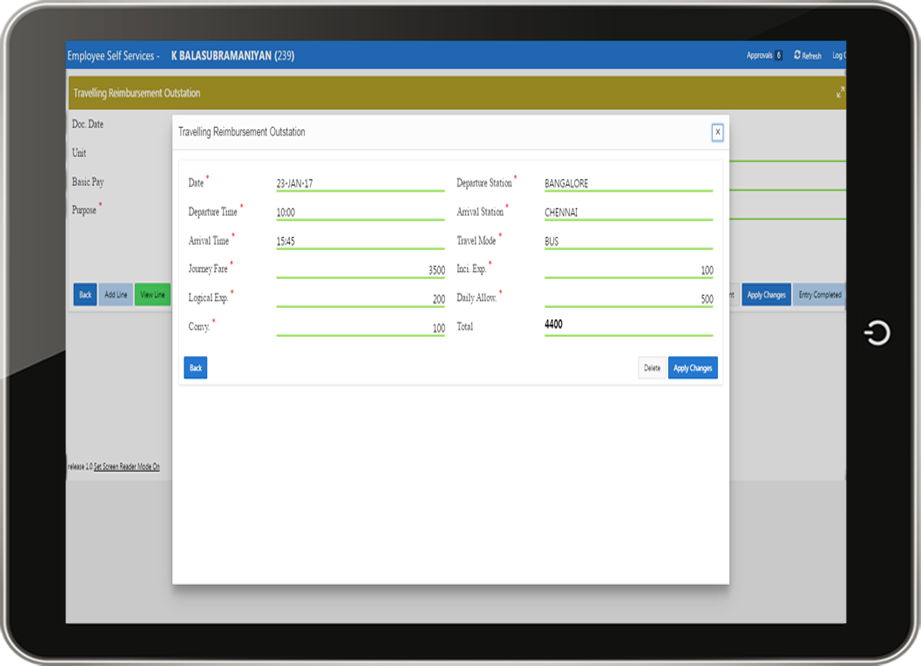 Employee Self Services - K BALASUBRAMANIYAN (239) Approvals 6 Refresh Log
Travelling Reimbursement Outstation
Doc. Date
Unit
Basic Pay
Purpose *
Back Add Line View Line Apply Changes Entry Completed
release 1.0 Set Screen Reader Mode On
Travelling Reimbursement Outstation X
Date * 23-JAN-17 Departure Station * BANGALORE
Departure Time * 10:00 Arrival Station * CHENNAI
Arrival Time * 15:45 Travel Mode * BUS
Journey Fare * 3500 Inci. Exp. * 100
Logical Exp. * 200 Daily Allow. * 500
Convy. * 100 Total 4400
Back Delete Apply Changes